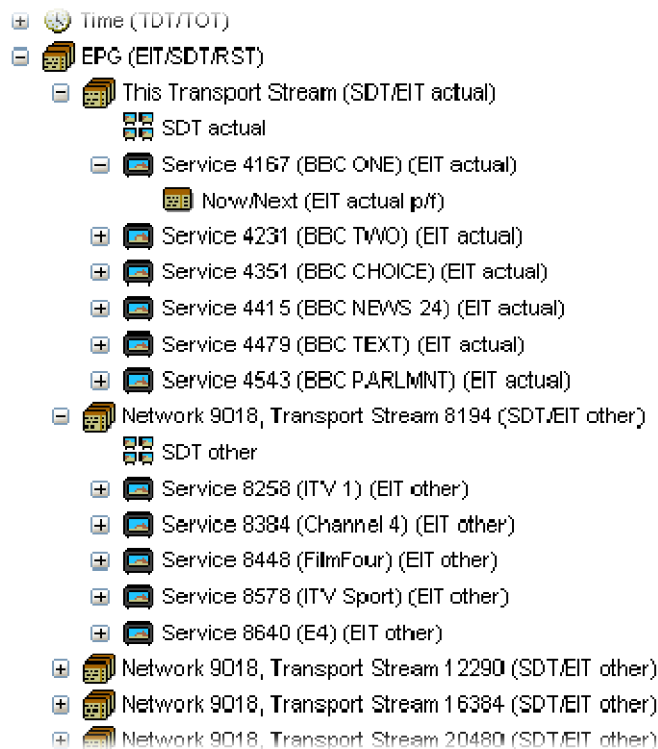 Time (TDT/TOT)
EPG (EIT/SDT/RST)
This Transport Stream (SDT/EIT actual)
SDT actual
Service 4167 (BBC ONE) (EIT actual)
Now/Next (EIT actual p/f)
Service 4231 (BBC TWO) (EIT actual)
Service 4351 (BBC CHOICE) (EIT actual)
Service 4415 (BBC NEWS 24) (EIT actual)
Service 4479 (BBC TEXT) (EIT actual)
Service 4543 (BBC PARLMNT) (EIT actual)
Network 9018, Transport Stream 8194 (SDT/EIT other)
SDT other
Service 8258 (ITV 1) (EIT other)
Service 8384 (Channel 4) (EIT other)
Service 8448 (FilmFour) (EIT other)
Service 8578 (ITV Sport) (EIT other)
Service 8640 (E4) (EIT other)
Network 9018, Transport Stream 12290 (SDT/EIT other)
Network 9018, Transport Stream 16384 (SDT/EIT other)
Network 9018, Transport Stream 20480 (SDT/EIT other)